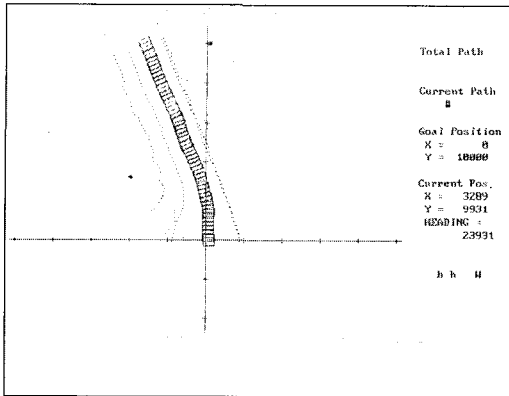 Total Path
Current Path
Goal Position
X = 0
Y = 10000
Current Pos.
X = 3289
Y = 9931
HEADING =
23931
h h W